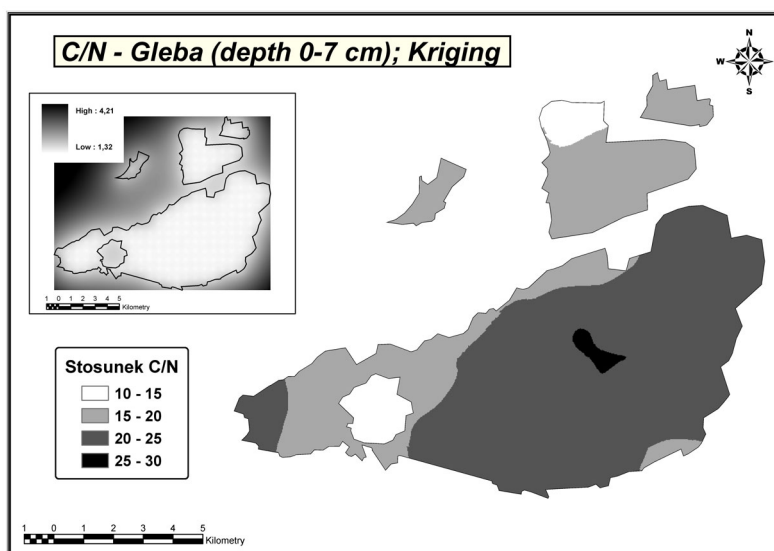 C/N - Gleba (depth 0-7 cm); Kriging
N
W E
S
High : 4,21
Low : 1,32
1 0 1 2 3 4 5
Kilometry
Stosunek C/N
10 - 15
15 - 20
20 - 25
25 - 30
1 0 1 2 3 4 5
Kilometry